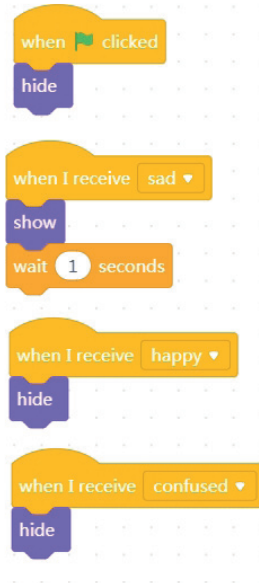 when clicked
hide
when I receive sad
show
wait 1 seconds
when I receive happy
hide
when I receive confused
hide